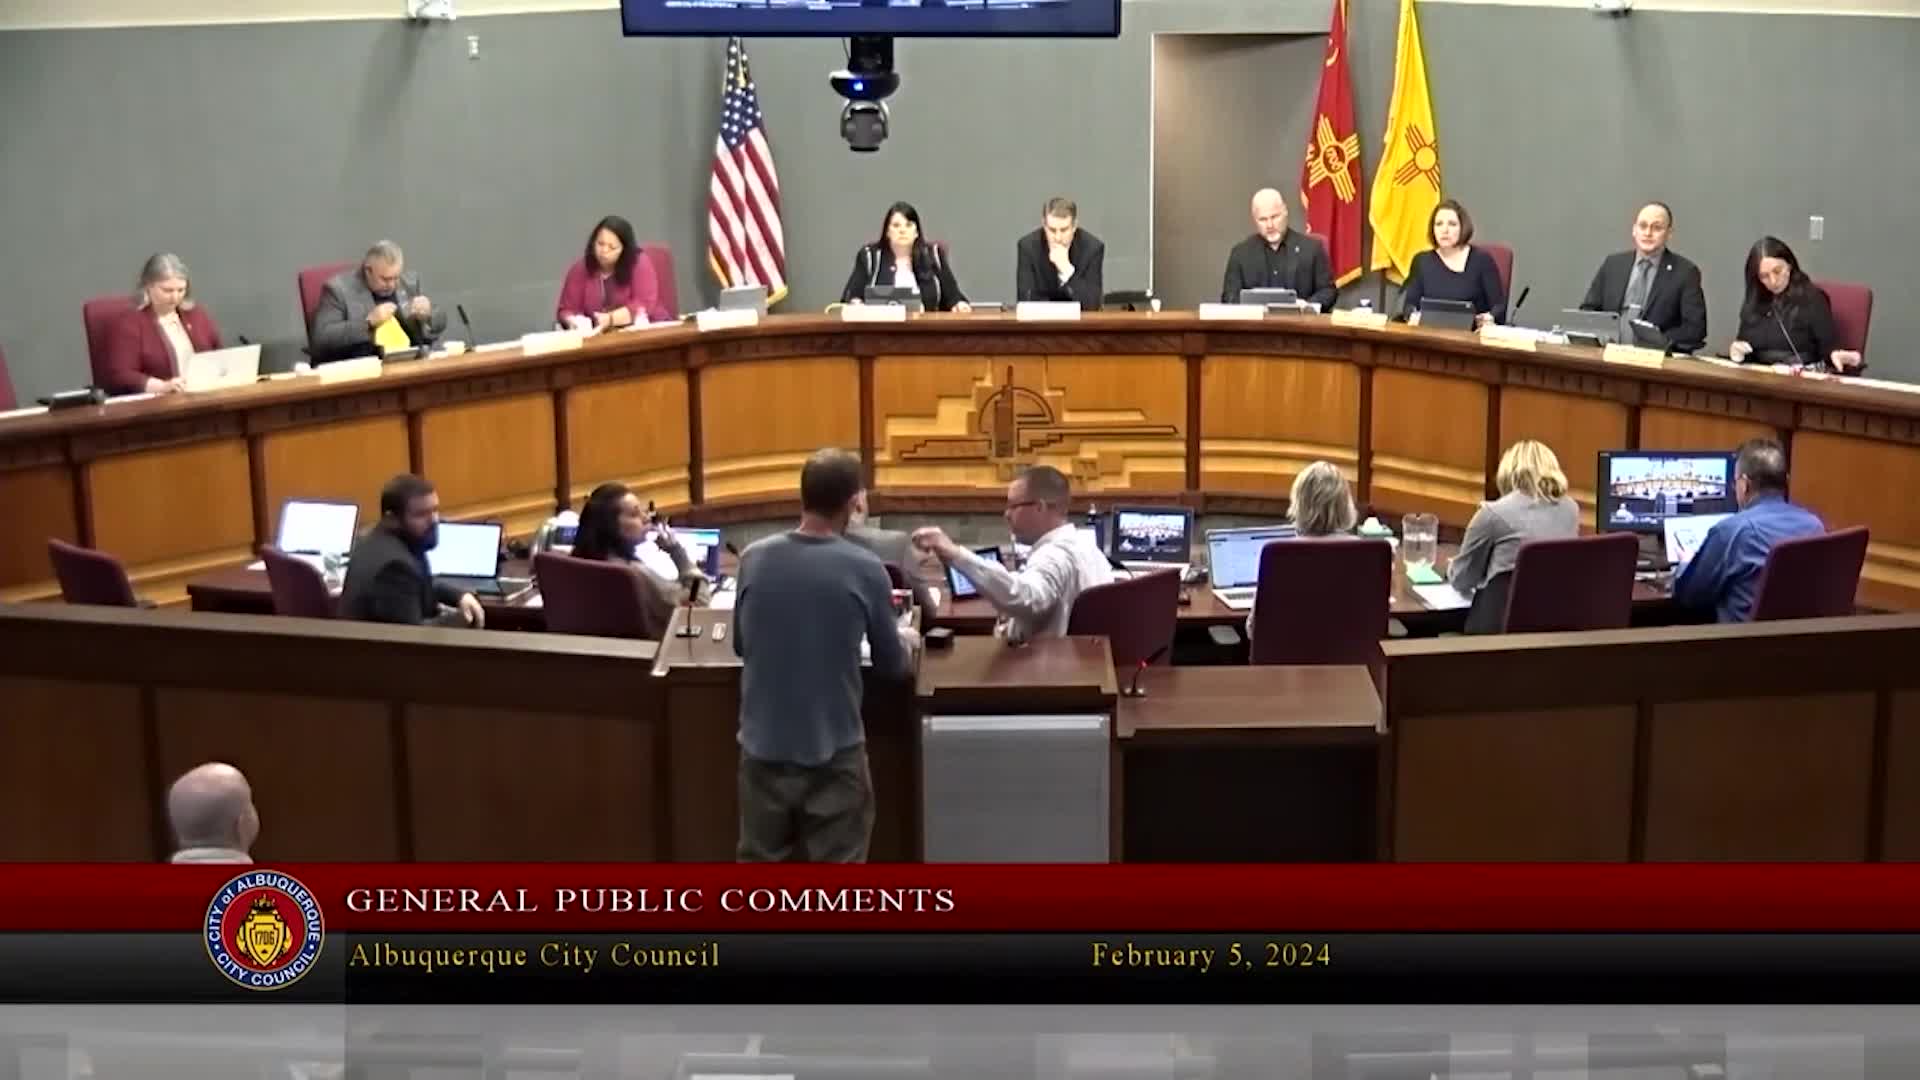 GENERAL PUBLIC COMMENTS
Albuquerque City Council
February 5, 2024
CITY of ALBUQUERQUE
1706
CITY COUNCIL